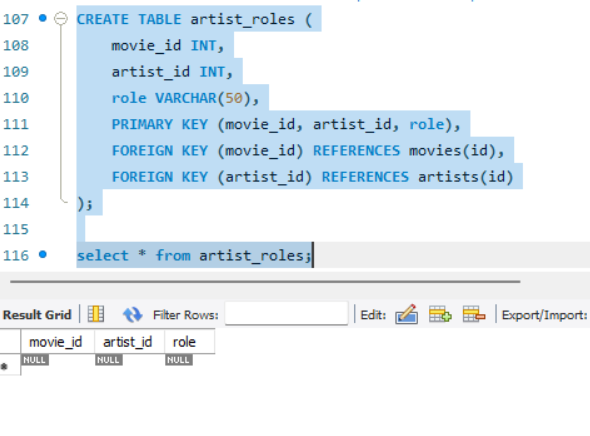 107 CREATE TABLE artist_roles (
108 movie_id INT,
109 artist_id INT,
110 role VARCHAR(50),
111 PRIMARY KEY (movie_id, artist_id, role),
112 FOREIGN KEY (movie_id) REFERENCES movies(id),
113 FOREIGN KEY (artist_id) REFERENCES artists(id)
114 );
115
116 select * from artist_roles;
Result Grid Filter Rows: Edit: Export/Import:
movie_id artist_id role
* NULL NULL NULL